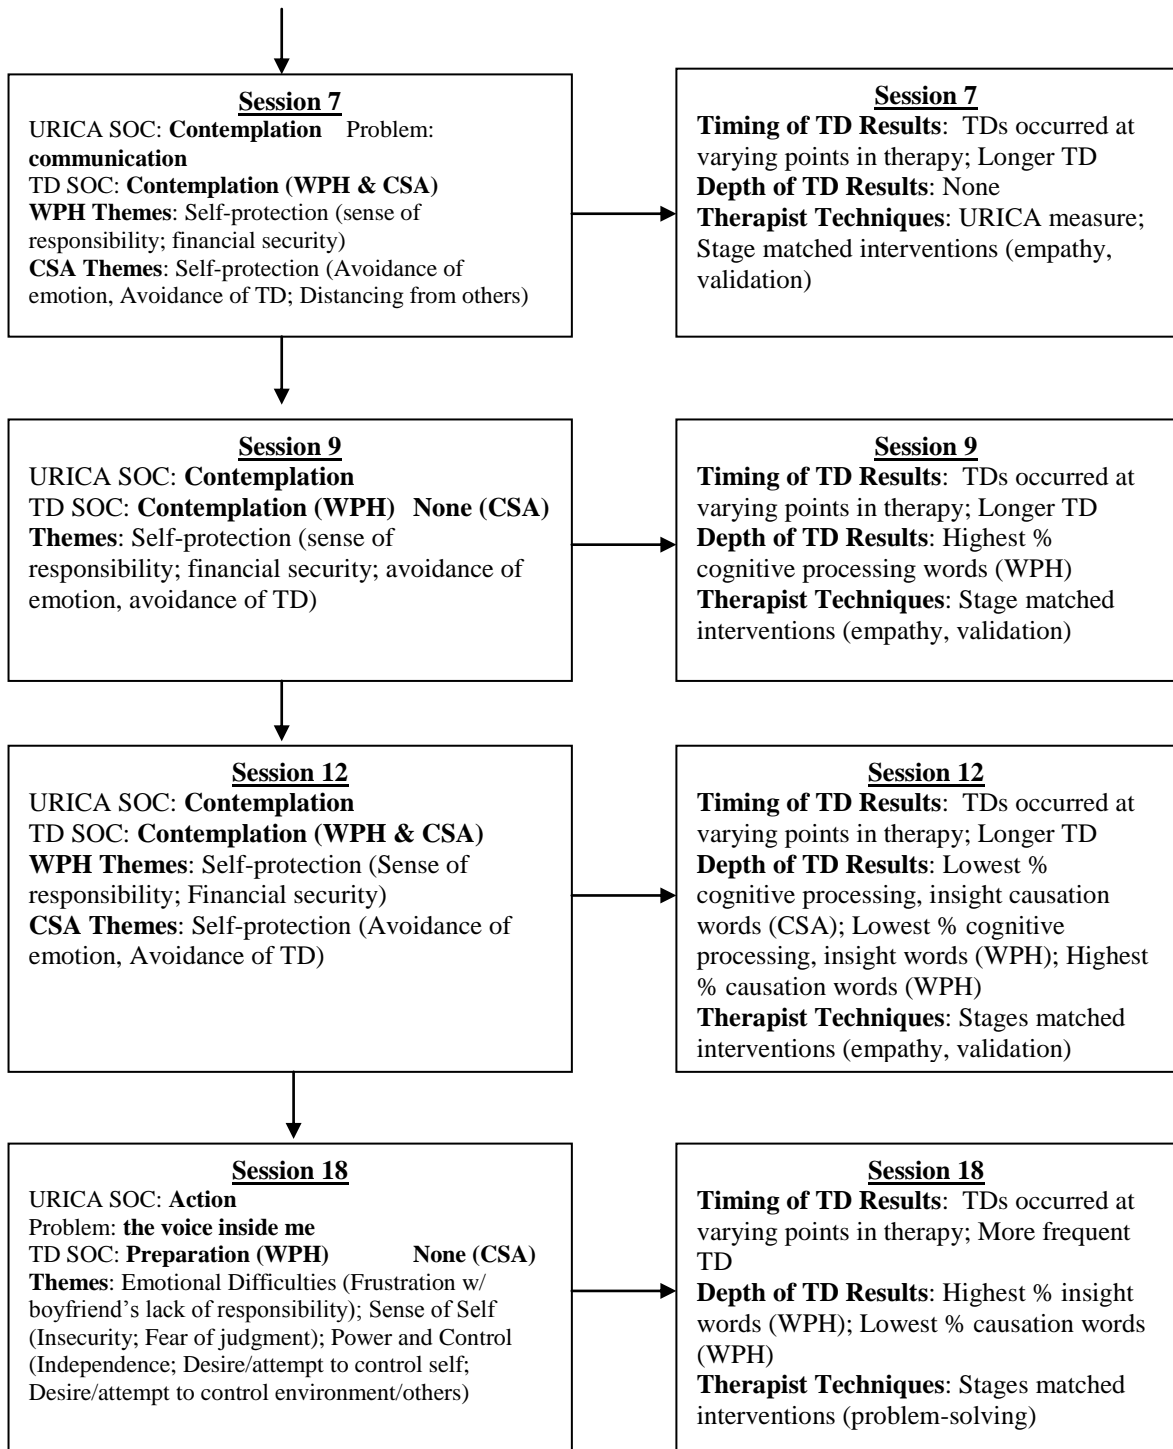 Session 7
URICA SOC: Contemplation Problem:
communication
TD SOC: Contemplation (WPH & CSA)
WPH Themes: Self-protection (sense of
responsibility; financial security)
CSA Themes: Self-protection (Avoidance of
emotion, Avoidance of TD; Distancing from others)
Session 7
Timing of TD Results: TDs occurred at
varying points in therapy; Longer TD
Depth of TD Results: None
Therapist Techniques: URICA measure;
Stage matched interventions (empathy,
validation)
Session 9
URICA SOC: Contemplation
TD SOC: Contemplation (WPH) None (CSA)
Themes: Self-protection (sense of
responsibility; financial security; avoidance of
emotion, avoidance of TD)
Session 9
Timing of TD Results: TDs occurred at
varying points in therapy; Longer TD
Depth of TD Results: Highest %
cognitive processing words (WPH)
Therapist Techniques: Stage matched
interventions (empathy, validation)
Session 12
URICA SOC: Contemplation
TD SOC: Contemplation (WPH & CSA)
WPH Themes: Self-protection (Sense of
responsibility; Financial security)
CSA Themes: Self-protection (Avoidance of
emotion, Avoidance of TD)
Session 12
Timing of TD Results: TDs occurred at
varying points in therapy; Longer TD
Depth of TD Results: Lowest %
cognitive processing, insight causation
words (CSA); Lowest % cognitive
processing, insight words (WPH); Highest
% causation words (WPH)
Therapist Techniques: Stages matched
interventions (empathy, validation)
Session 18
URICA SOC: Action
Problem: the voice inside me
TD SOC: Preparation (WPH) None (CSA)
Themes: Emotional Difficulties (Frustration w/
boyfriend's lack of responsibility); Sense of Self
(Insecurity; Fear of judgment); Power and Control
(Independence; Desire/attempt to control self;
Desire/attempt to control environment/others)
Session 18
Timing of TD Results: TDs occurred at
varying points in therapy; More frequent
TD
Depth of TD Results: Highest % insight
words (WPH); Lowest % causation words
(WPH)
Therapist Techniques: Stages matched
interventions (problem-solving)